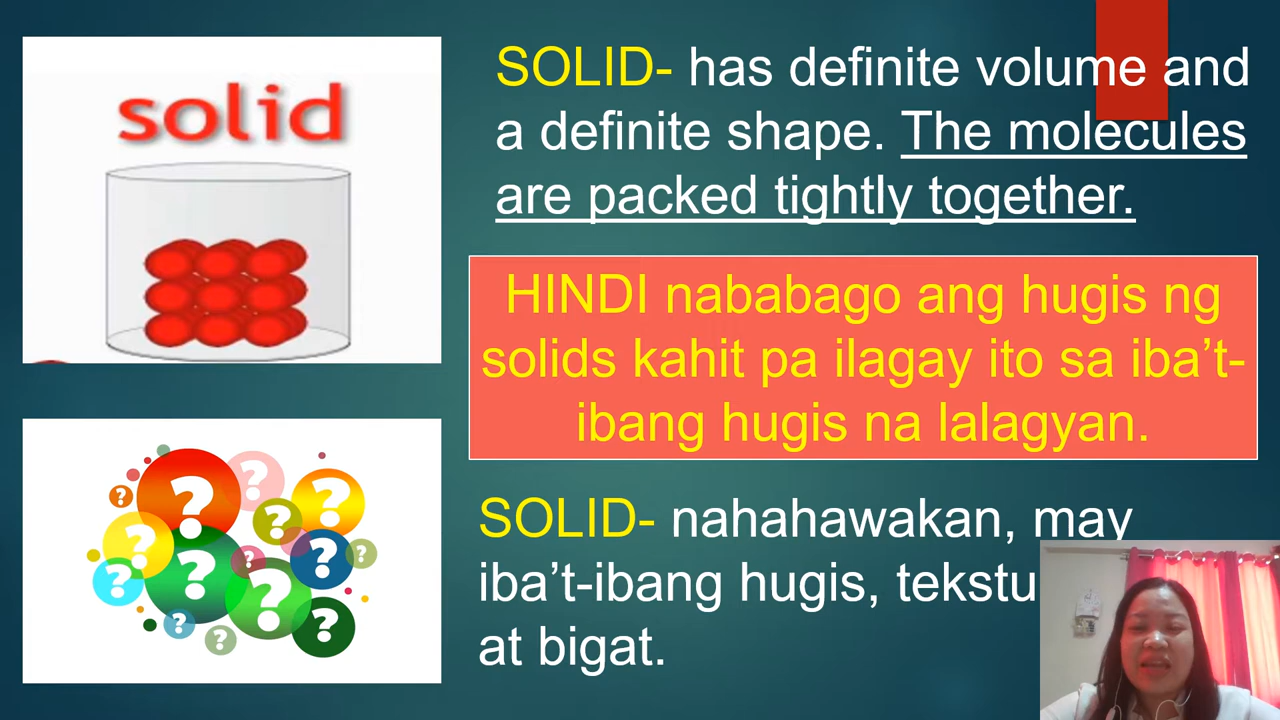 solid
SOLID- has definite volume and
a definite shape. The molecules
are packed tightly together.
HINDI nababago ang hugis ng
solids kahit pa ilagay ito sa iba't-
ibang hugis na lalagyan.
? ? ? ? ? ? ? ? ? ? ? ? ? ?
SOLID- nahahawakan, may
iba't-ibang hugis,
at bigat.